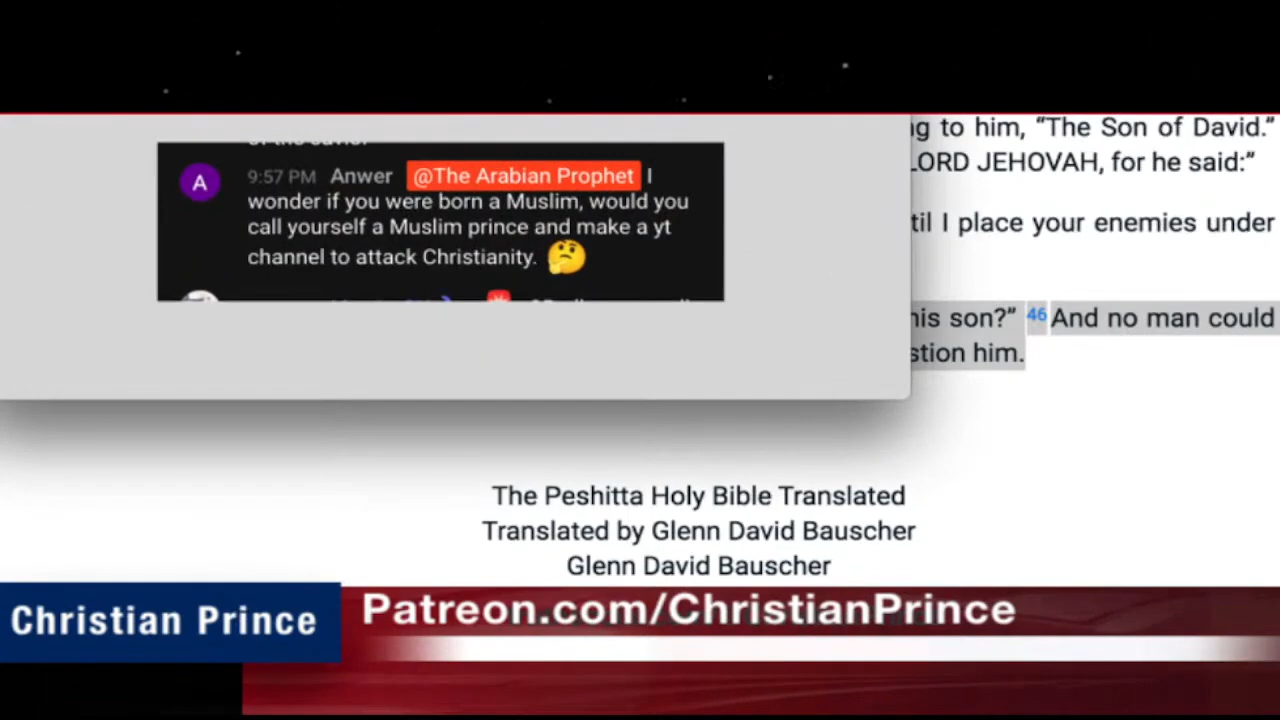 9:57 PM Anwer @The Arabian Prophet I
wonder if you were born a Muslim, would you
call yourself a Muslim prince and make a yt
channel to attack Christianity. 🤔
A
to him, “The Son of David.”
LORD JEHOVAH, for he said:”
I place your enemies under
son?” 46 And no man could
him.
The Peshitta Holy Bible Translated
Translated by Glenn David Bauscher
Glenn David Bauscher
Christian Prince
Patreon.com/ChristianPrince